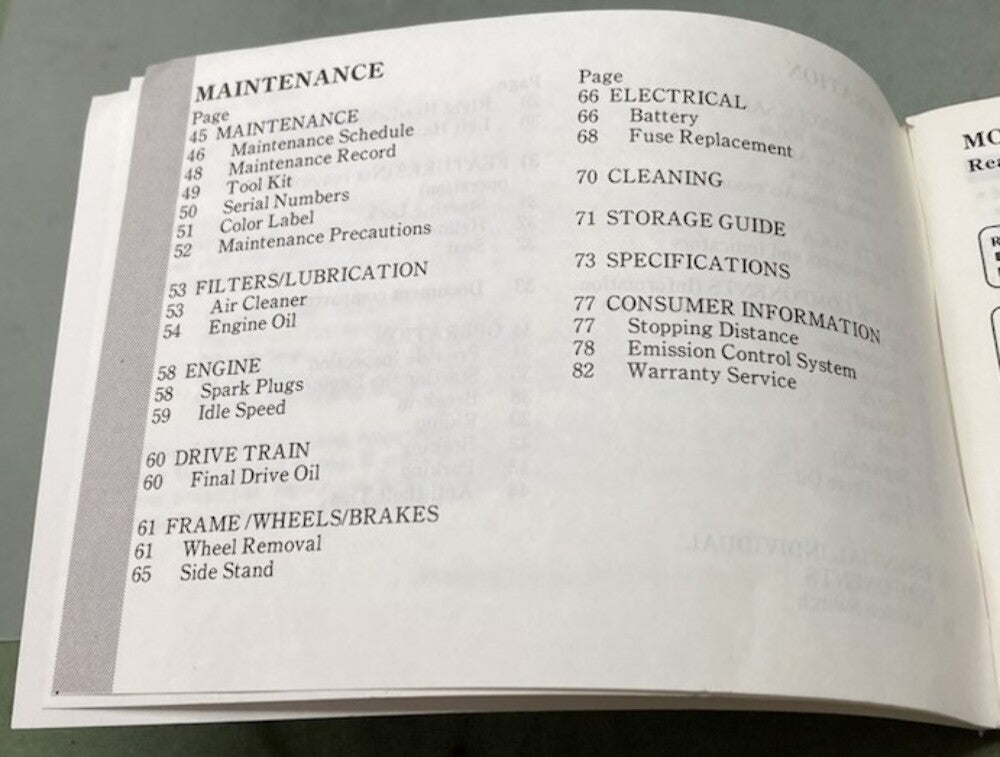 MAINTENANCE
Page
45 MAINTENANCE
46 Maintenance Schedule
48 Maintenance Record
49 Tool Kit
50 Serial Numbers
51 Color Label
52 Maintenance Precautions
53 FILTERS/LUBRICATION
53 Air Cleaner
54 Engine Oil
58 ENGINE
58 Spark Plugs
59 Idle Speed
60 DRIVE TRAIN
60 Final Drive Oil
61 FRAME/WHEELS/BRAKES
61 Wheel Removal
65 Side Stand
Page
66 ELECTRICAL
66 Battery
68 Fuse Replacement
70 CLEANING
71 STORAGE GUIDE
73 SPECIFICATIONS
77 CONSUMER INFORMATION
77 Stopping Distance
78 Emission Control System
82 Warranty Service
MO
Rea